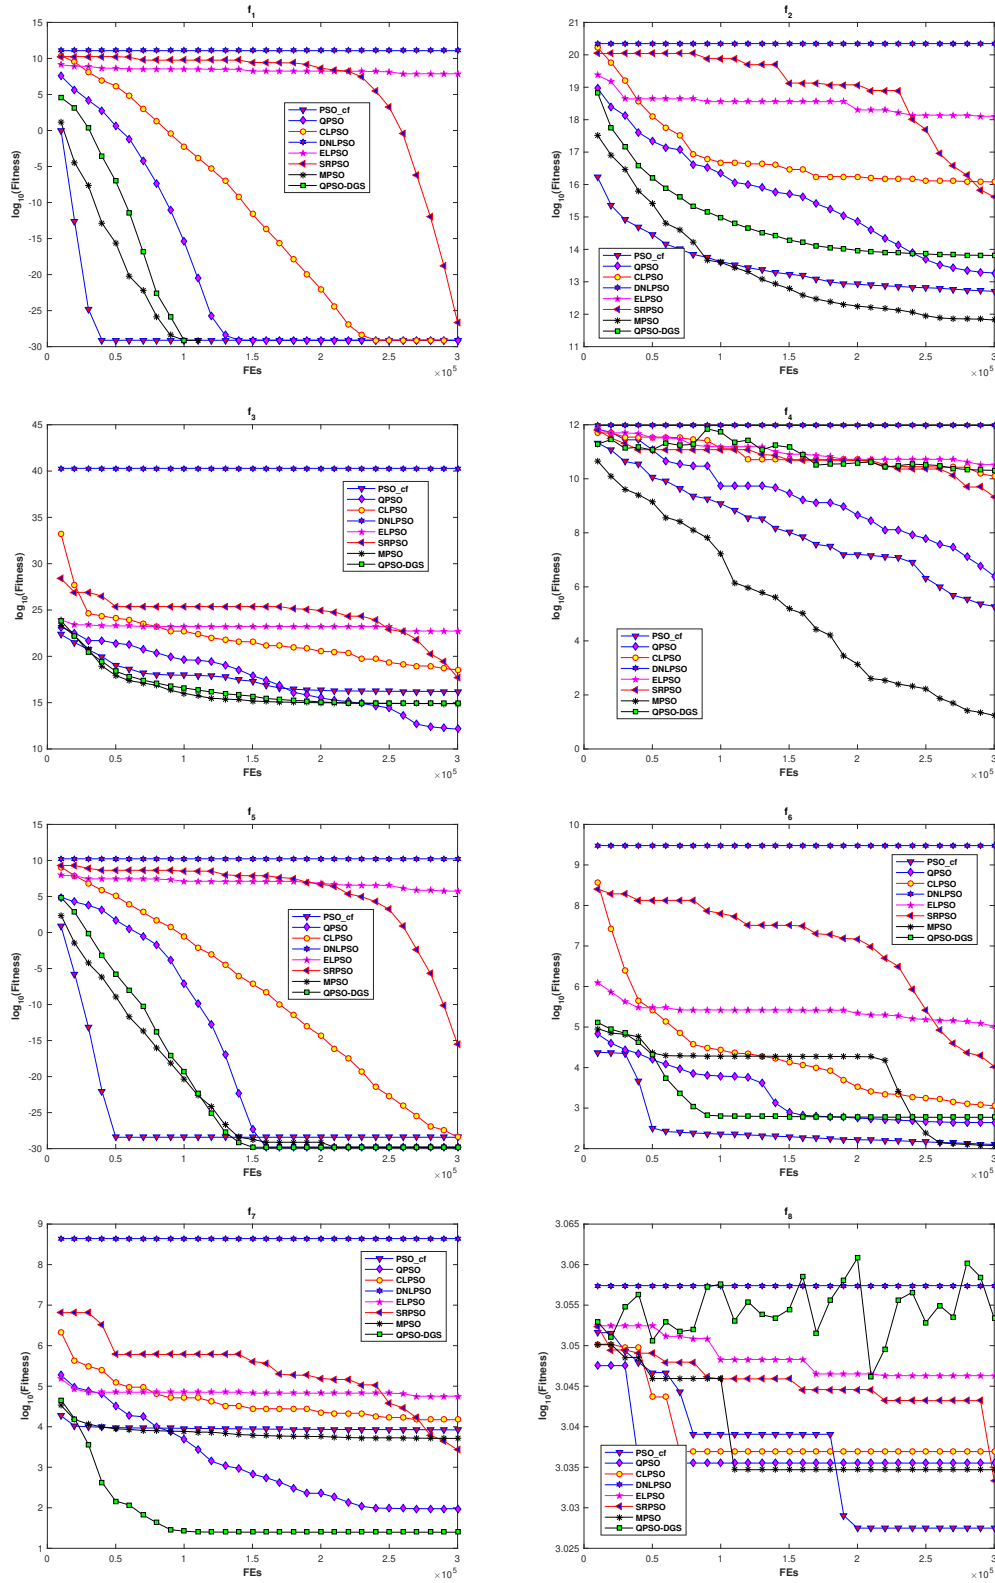 f1
log10(Fitness)
15
10
5
0
-5
-10
-15
-20
-25
-30
PSO_cf
QPSO
CLPSO
DNLPSO
ELPSO
SRPSO
MPSO
QPSO-DGS
0 0.5 1 1.5 2 2.5 3
×10^5
FEs
f2
log10(Fitness)
21
20
19
18
17
16
15
14
13
12
11
PSO_cf
QPSO
CLPSO
DNLPSO
ELPSO
SRPSO
MPSO
QPSO-DGS
0 0.5 1 1.5 2 2.5 3
×10^5
FEs
f3
log10(Fitness)
45
40
35
30
25
20
15
10
PSO_cf
QPSO
CLPSO
DNLPSO
ELPSO
SRPSO
MPSO
QPSO-DGS
0 0.5 1 1.5 2 2.5 3
×10^5
FEs
f4
log10(Fitness)
12
10
8
6
4
2
0
PSO_cf
QPSO
CLPSO
DNLPSO
ELPSO
SRPSO
MPSO
QPSO-DGS
0 0.5 1 1.5 2 2.5 3
×10^5
FEs
f5
log10(Fitness)
15
10
5
0
-5
-10
-15
-20
-25
-30
PSO_cf
QPSO
CLPSO
DNLPSO
ELPSO
SRPSO
MPSO
QPSO-DGS
0 0.5 1 1.5 2 2.5 3
×10^5
FEs
f6
log10(Fitness)
10
9
8
7
6
5
4
3
2
PSO_cf
QPSO
CLPSO
DNLPSO
ELPSO
SRPSO
MPSO
QPSO-DGS
0 0.5 1 1.5 2 2.5 3
×10^5
FEs
f7
log10(Fitness)
9
8
7
6
5
4
3
2
1
PSO_cf
QPSO
CLPSO
DNLPSO
ELPSO
SRPSO
MPSO
QPSO-DGS
0 0.5 1 1.5 2 2.5 3
×10^5
FEs
f8
log10(Fitness)
3.065
3.06
3.055
3.05
3.045
3.04
3.035
3.03
3.025
PSO_cf
QPSO
CLPSO
DNLPSO
ELPSO
SRPSO
MPSO
QPSO-DGS
0 0.5 1 1.5 2 2.5 3
×10^5
FEs